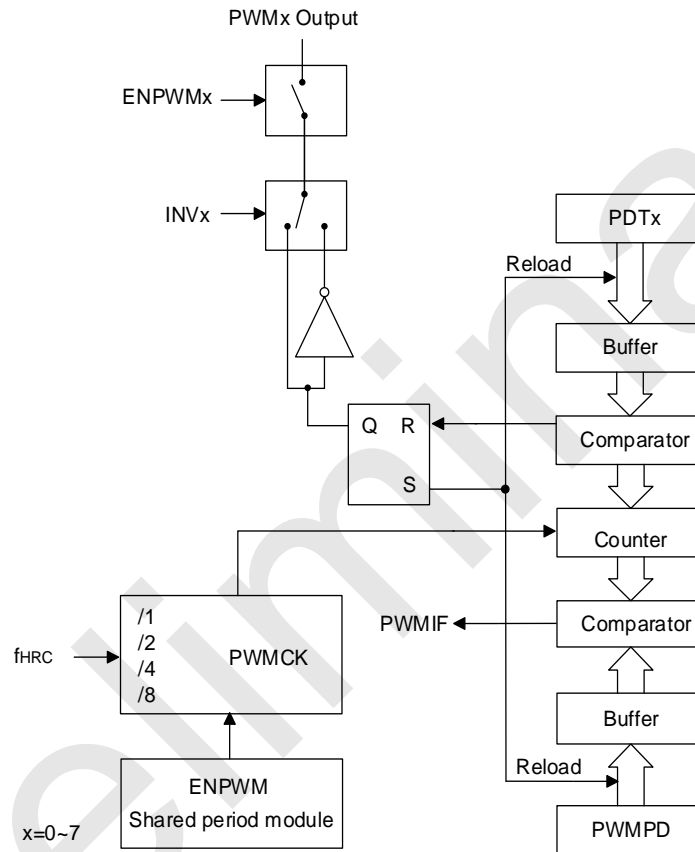 PWMx Output
ENPWMx
INVx
PDTx
Reload
Buffer
Q R
S
Comparator
Counter
/1
/2
/4
/8
PWMCK
fHRC
PWMIF
Comparator
Buffer
Reload
ENPWM
Shared period module
x=0~7
PWMPD
elimina